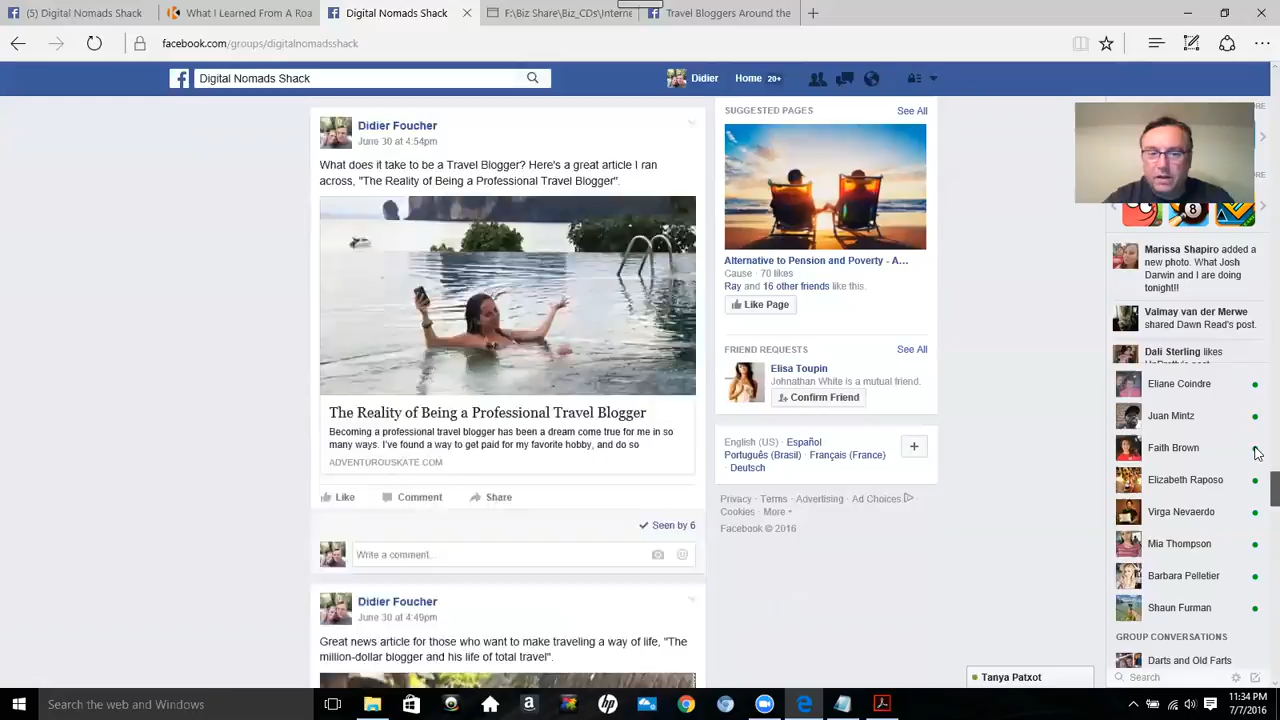 (5) Digital Nomads Shack
What I Learned From A Roa
Digital Nomads Shack
F:\Biz Share\Biz_CDs\Intern
Travel Bloggers Around the
facebook.com/groups/digitalnomadsshack
Digital Nomads Shack
Didier
Home 20+
Didier Foucher
June 30 at 4:54pm
What does it take to be a Travel Blogger? Here's a great article I ran
across, "The Reality of Being a Professional Travel Blogger".
The Reality of Being a Professional Travel Blogger
Becoming a professional travel blogger has been a dream come true for me in so
many ways. I've found a way to get paid for my favorite hobby, and do so
ADVENTUROUSKATE.COM
Like Comment Share
Seen by 6
Write a comment...
Didier Foucher
June 30 at 4:49pm
Great news article for those who want to make traveling a way of life, "The
million-dollar blogger and his life of total travel".
SUGGESTED PAGES
See All
Alternative to Pension and Poverty - A...
Cause · 70 likes
Ray and 16 other friends like this.
Like Page
FRIEND REQUESTS
See All
Elisa Toupin
Johnathan White is a mutual friend.
Confirm Friend
English (US) · Español
Português (Brasil) · Français (France)
· Deutsch
Privacy · Terms · Advertising · Ad Choices
Cookies · More
Facebook © 2016
Marissa Shapiro added a
new photo. What Josh
Darwin and I are doing
tonight!!
Valmay van der Merwe
shared Dawn Read's post.
Dali Sterling likes
Eliane Coindre
Juan Mintz
Faith Brown
Elizabeth Raposo
Virga Nevaerdo
Mia Thompson
Barbara Pelletier
Shaun Furman
GROUP CONVERSATIONS
Darts and Old Farts
Search
Tanya Patxot
Search the web and Windows
11:34 PM
7/7/2016